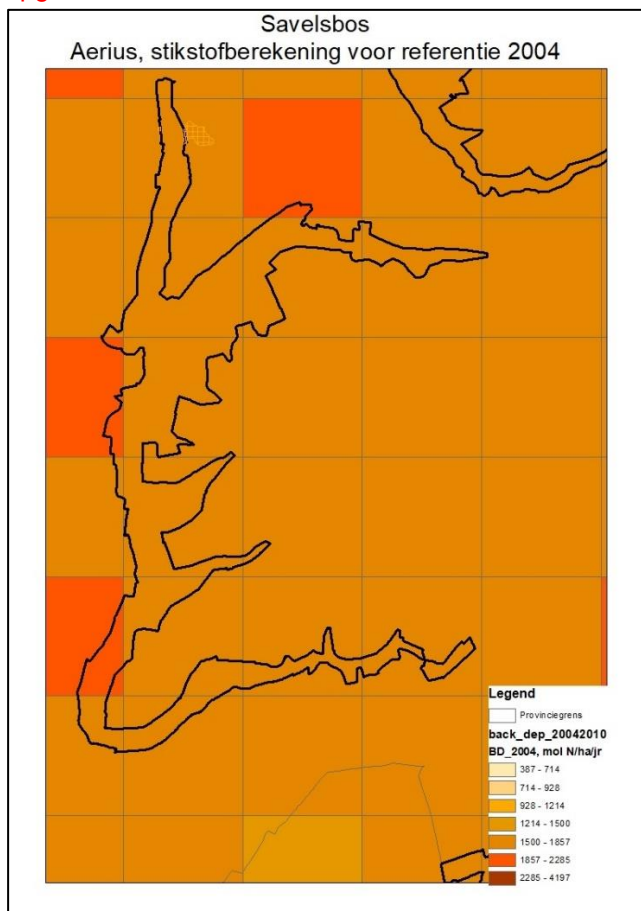 Savelsbos
Aerius, stikstofberekening voor referentie 2004
Legend
Provinciegrens
back_dep_20042010
BD_2004, mol N/ha/jr
387 - 714
714 - 928
928 - 1214
1214 - 1500
1500 - 1857
1857 - 2285
2285 - 4197